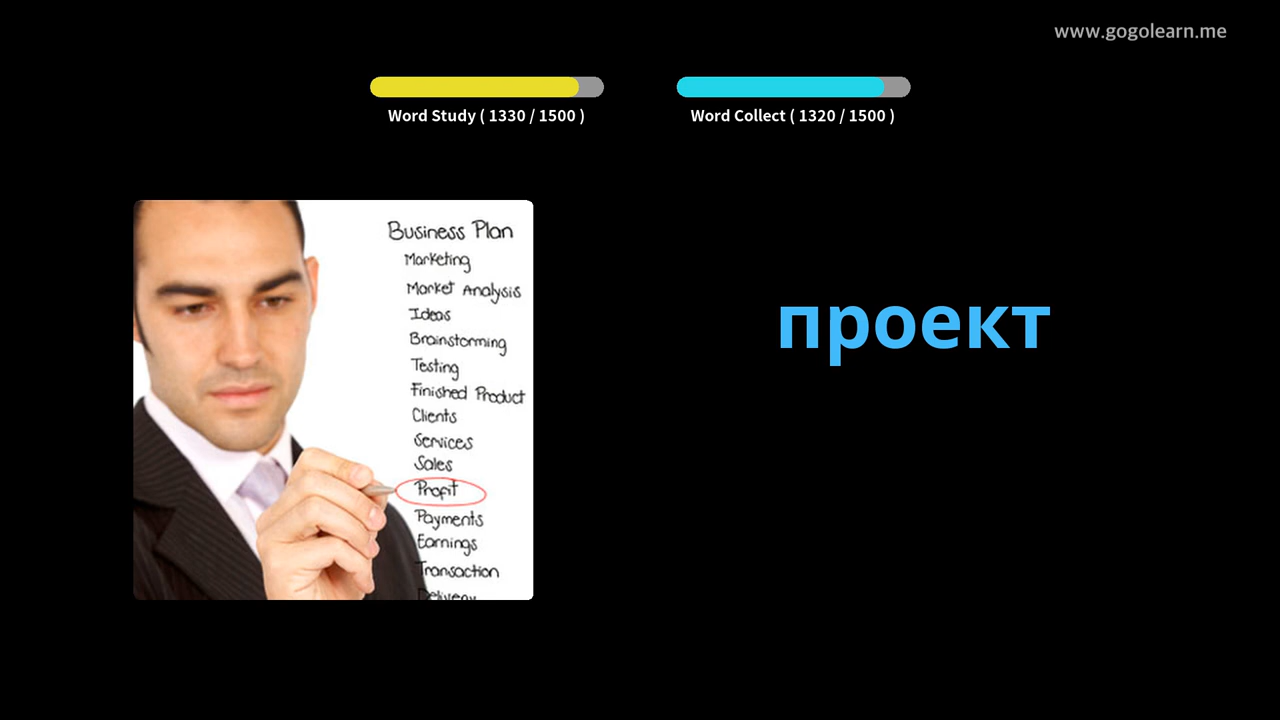 www.gogolearn.me
Word Study ( 1330 / 1500 )
Word Collect ( 1320 / 1500 )
Business Plan
Marketing
Market Analysis
Ideas
Brainstorming
Testing
Finished Product
Clients
Services
Sales
Profit
Payments
Earnings
Transaction
Delivery
проект